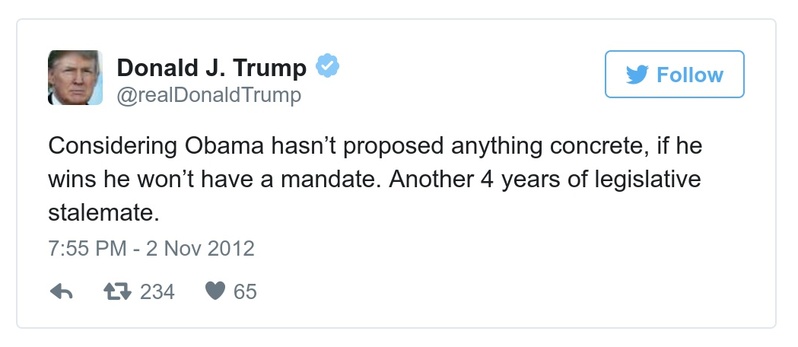 Donald J. Trump
@realDonaldTrump
Follow
Considering Obama hasn’t proposed anything concrete, if he
wins he won’t have a mandate. Another 4 years of legislative
stalemate.
7:55 PM - 2 Nov 2012
234 65